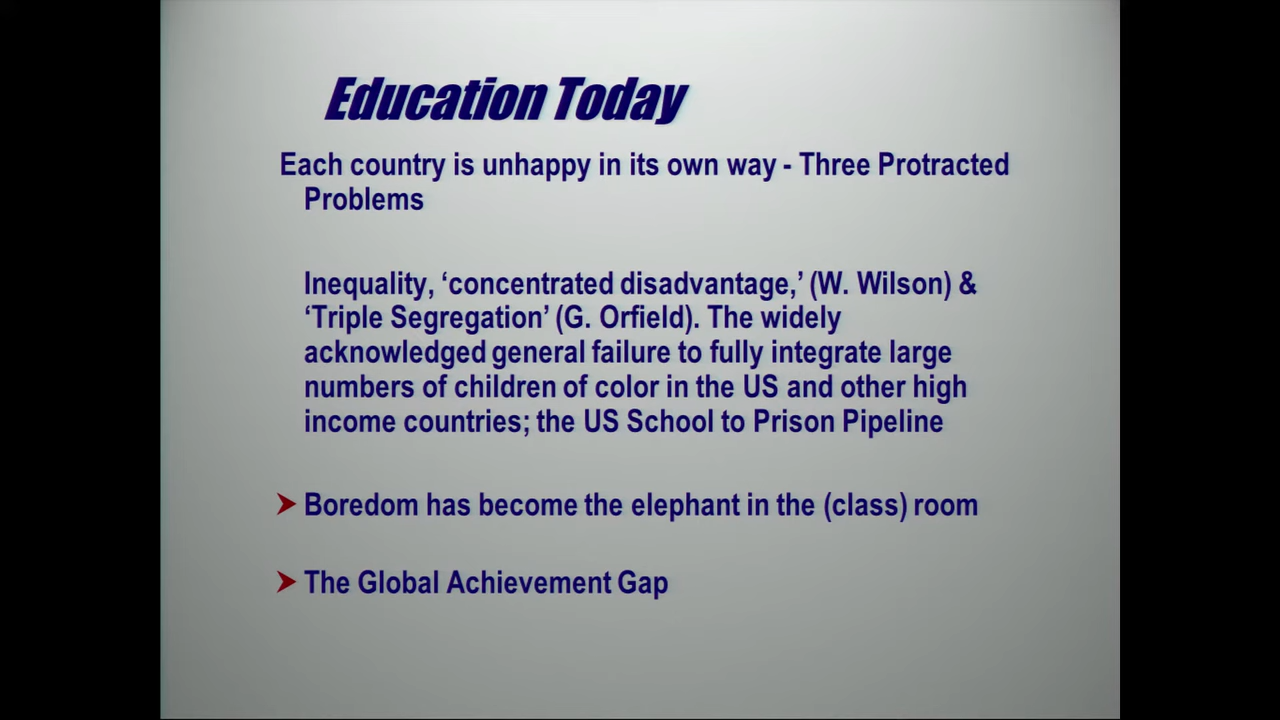 Education Today
Each country is unhappy in its own way - Three Protracted
Problems
Inequality, ‘concentrated disadvantage,’ (W. Wilson) &
‘Triple Segregation’ (G. Orfield). The widely
acknowledged general failure to fully integrate large
numbers of children of color in the US and other high
income countries; the US School to Prison Pipeline
Boredom has become the elephant in the (class) room
The Global Achievement Gap